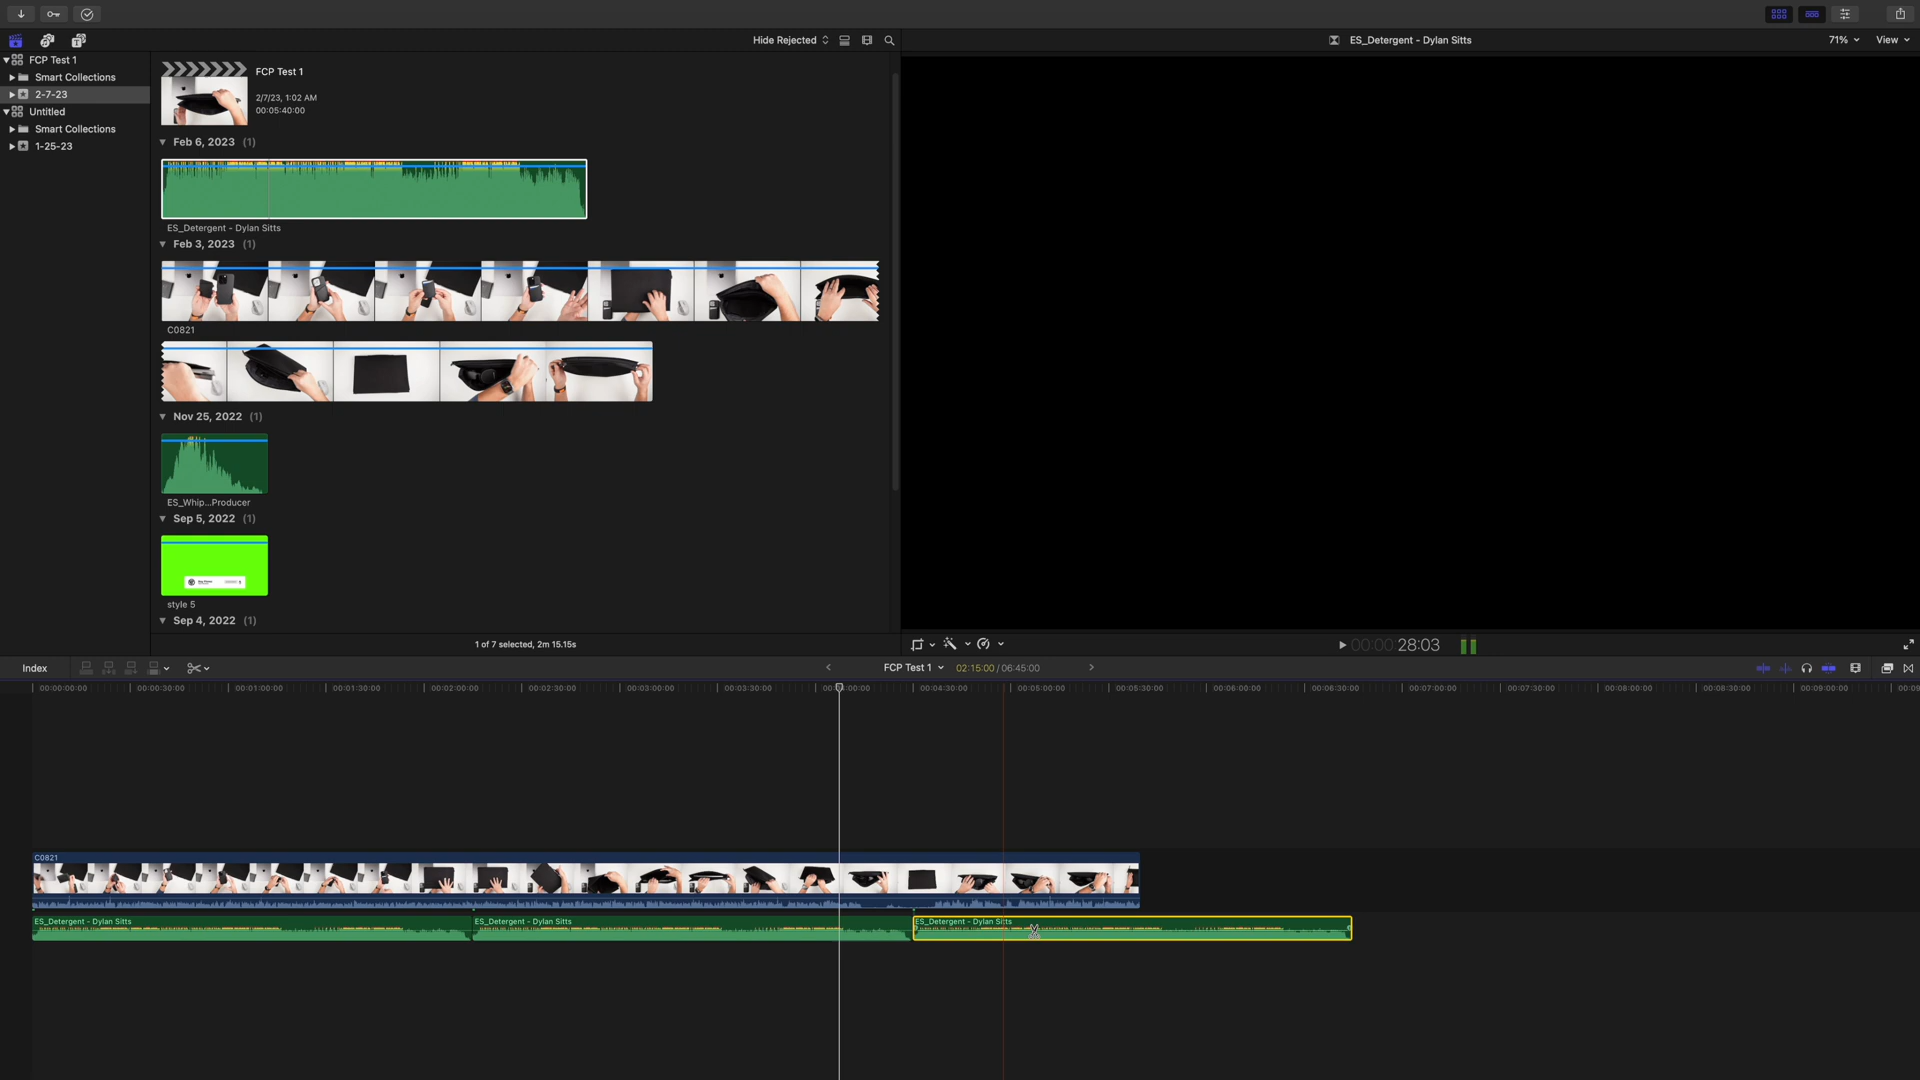 Hide Rejected
ES_Detergent - Dylan Sitts
71%
View
FCP Test 1
Smart Collections
2-7-23
Untitled
Smart Collections
1-25-23
FCP Test 1
2/7/23, 1:02 AM
00:05:40:00
Feb 6, 2023 (1)
ES_Detergent - Dylan Sitts
Feb 3, 2023 (1)
C0821
Nov 25, 2022 (1)
ES_Whip...Producer
Sep 5, 2022 (1)
style 5
Sep 4, 2022 (1)
1 of 7 selected, 2m 15.15s
00:00:28:03
Index
FCP Test 1
02:15:00 / 06:45:00
00:00:00:00
00:00:30:00
00:01:00:00
00:01:30:00
00:02:00:00
00:02:30:00
00:03:00:00
00:03:30:00
00:04:30:00
00:05:00:00
00:05:30:00
00:06:00:00
00:06:30:00
00:07:00:00
00:07:30:00
00:08:00:00
00:08:30:00
00:09:00:00
C0821
ES_Detergent - Dylan Sitts
ES_Detergent - Dylan Sitts
ES_Detergent - Dylan Sitts